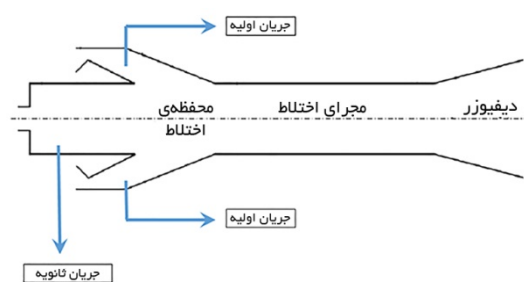 جریان اولیه
محفظه‌ی
اختلاط
مجرای اختلاط
دیفیوزر
جریان اولیه
جریان ثانویه